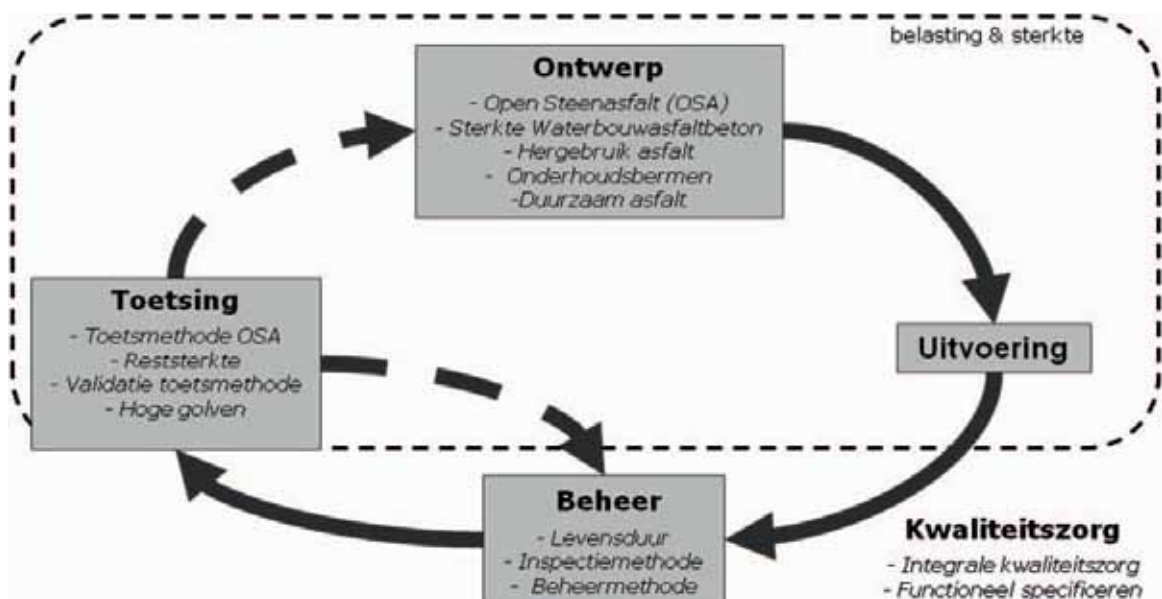 belasting & sterkte
Ontwerp
- Open Steenasfalt (OSA)
- Sterkte Waterbouwasfaltbeton
- Hergebruik asfalt
- Onderhoudsbermen
-Duurzaam asfalt
Toetsing
- Toetsmethode OSA
- Reststerkte
- Validatie toetsmethode
- Hoge golven
Uitvoering
Beheer
- Levensduur
- Inspectiemethode
- Beheermethode
Kwaliteitszorg
- Integrale kwaliteitszorg
- Functioneel specificeren